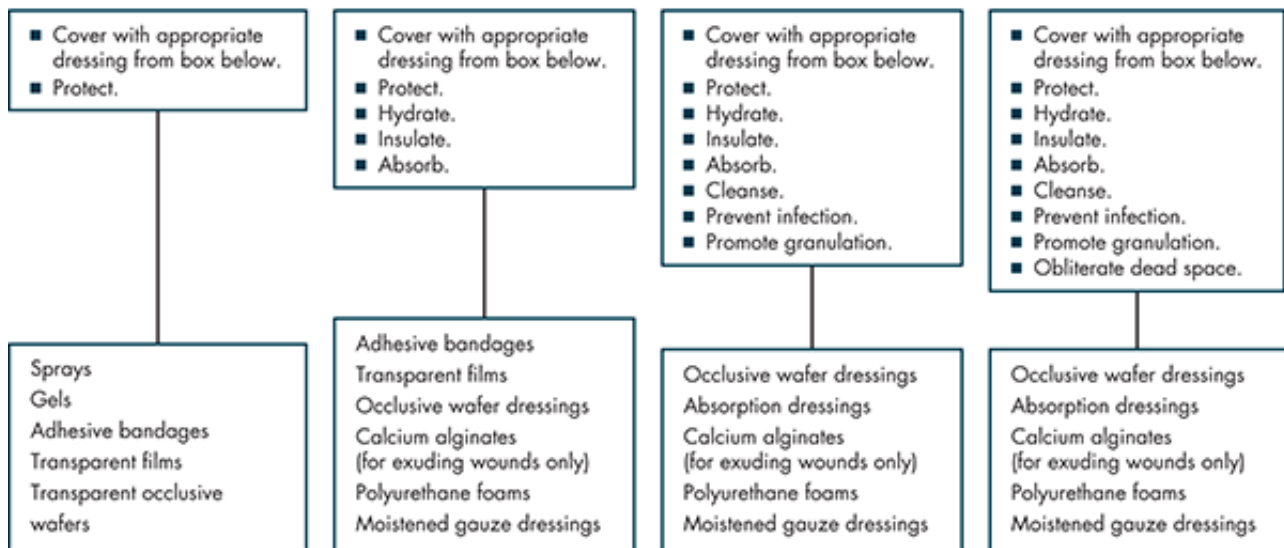 Cover with appropriate
dressing from box below.
Protect.
Cover with appropriate
dressing from box below.
Protect.
Hydrate.
Insulate.
Absorb.
Cover with appropriate
dressing from box below.
Protect.
Hydrate.
Insulate.
Absorb.
Cleanse.
Prevent infection.
Promote granulation.
Cover with appropriate
dressing from box below.
Protect.
Hydrate.
Insulate.
Absorb.
Cleanse.
Prevent infection.
Promote granulation.
Obliterate dead space.
Sprays
Gels
Adhesive bandages
Transparent films
Transparent occlusive
wafers
Adhesive bandages
Transparent films
Occlusive wafer dressings
Calcium alginates
(for exuding wounds only)
Polyurethane foams
Moistened gauze dressings
Occlusive wafer dressings
Absorption dressings
Calcium alginates
(for exuding wounds only)
Polyurethane foams
Moistened gauze dressings
Occlusive wafer dressings
Absorption dressings
Calcium alginates
(for exuding wounds only)
Polyurethane foams
Moistened gauze dressings